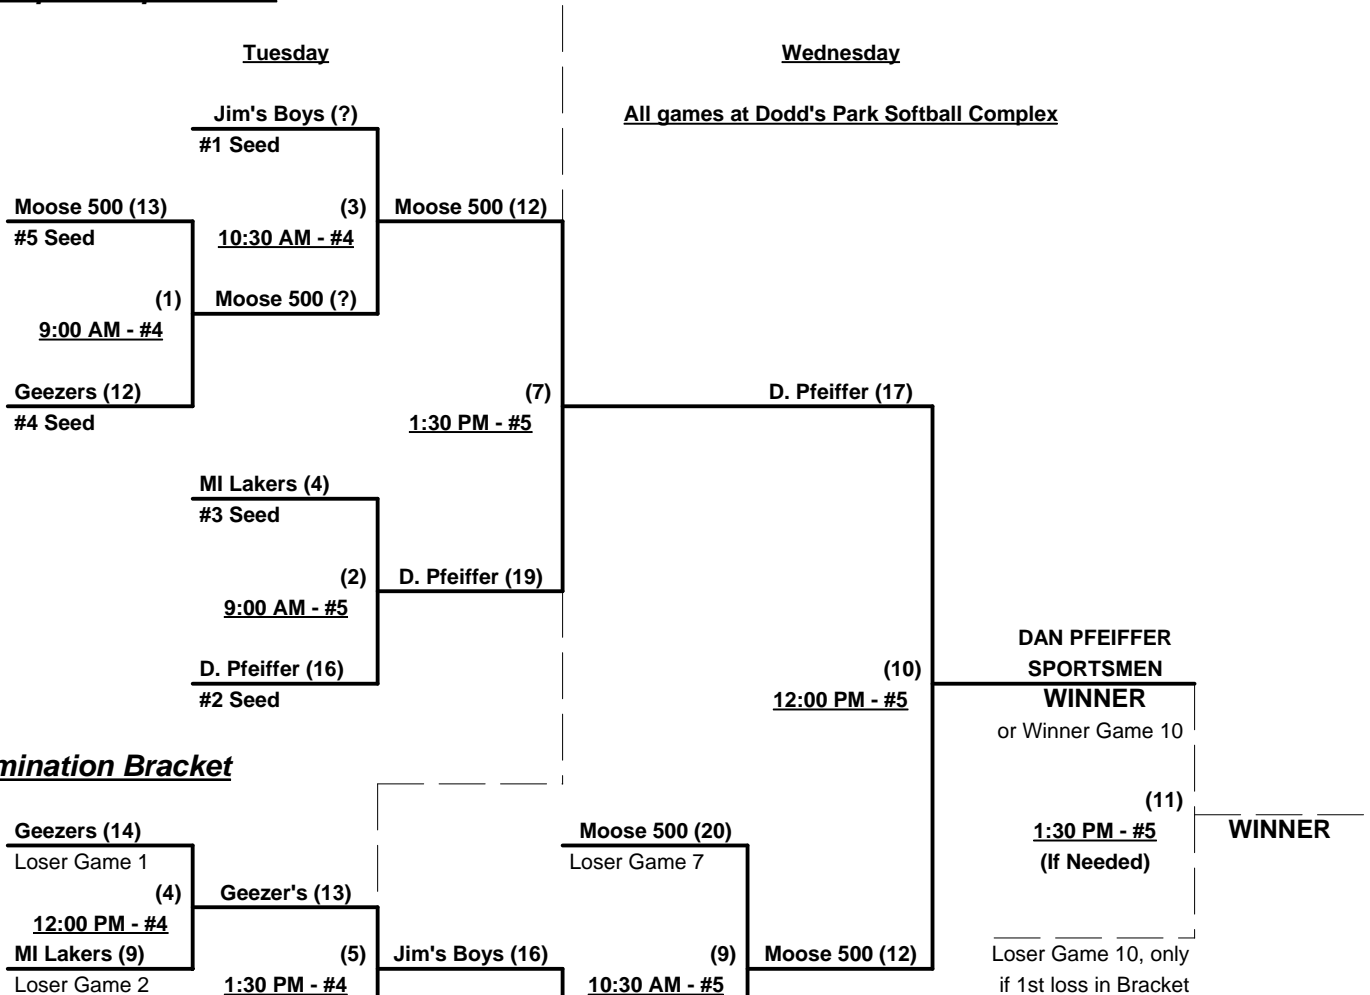 Tuesday
Wednesday
Jim's Boys (?)
All games at Dodd's Park Softball Complex
#1 Seed
Moose 500 (13)
(3)
Moose 500 (12)
#5 Seed
10:30 AM - #4
(1)
Moose 500 (?)
9:00 AM - #4
Geezers (12)
(7)
D. Pfeiffer (17)
#4 Seed
1:30 PM - #5
MI Lakers (4)
#3 Seed
(2)
D. Pfeiffer (19)
9:00 AM - #5
DAN PFEIFFER
D. Pfeiffer (16)
(10)
SPORTSMEN
#2 Seed
12:00 PM - #5
WINNER
or Winner Game 10
mination Bracket
(11)
Geezers (14)
Moose 500 (20)
1:30 PM - #5
WINNER
Loser Game 1
Loser Game 7
(If Needed)
(4)
Geezer's (13)
12:00 PM - #4
MI Lakers (9)
(5)
Jim's Boys (16)
(9)
Moose 500 (12)
Loser Game 10, only
Loser Game 2
1:30 PM - #4
10:30 AM - #5
if 1st loss in Bracket